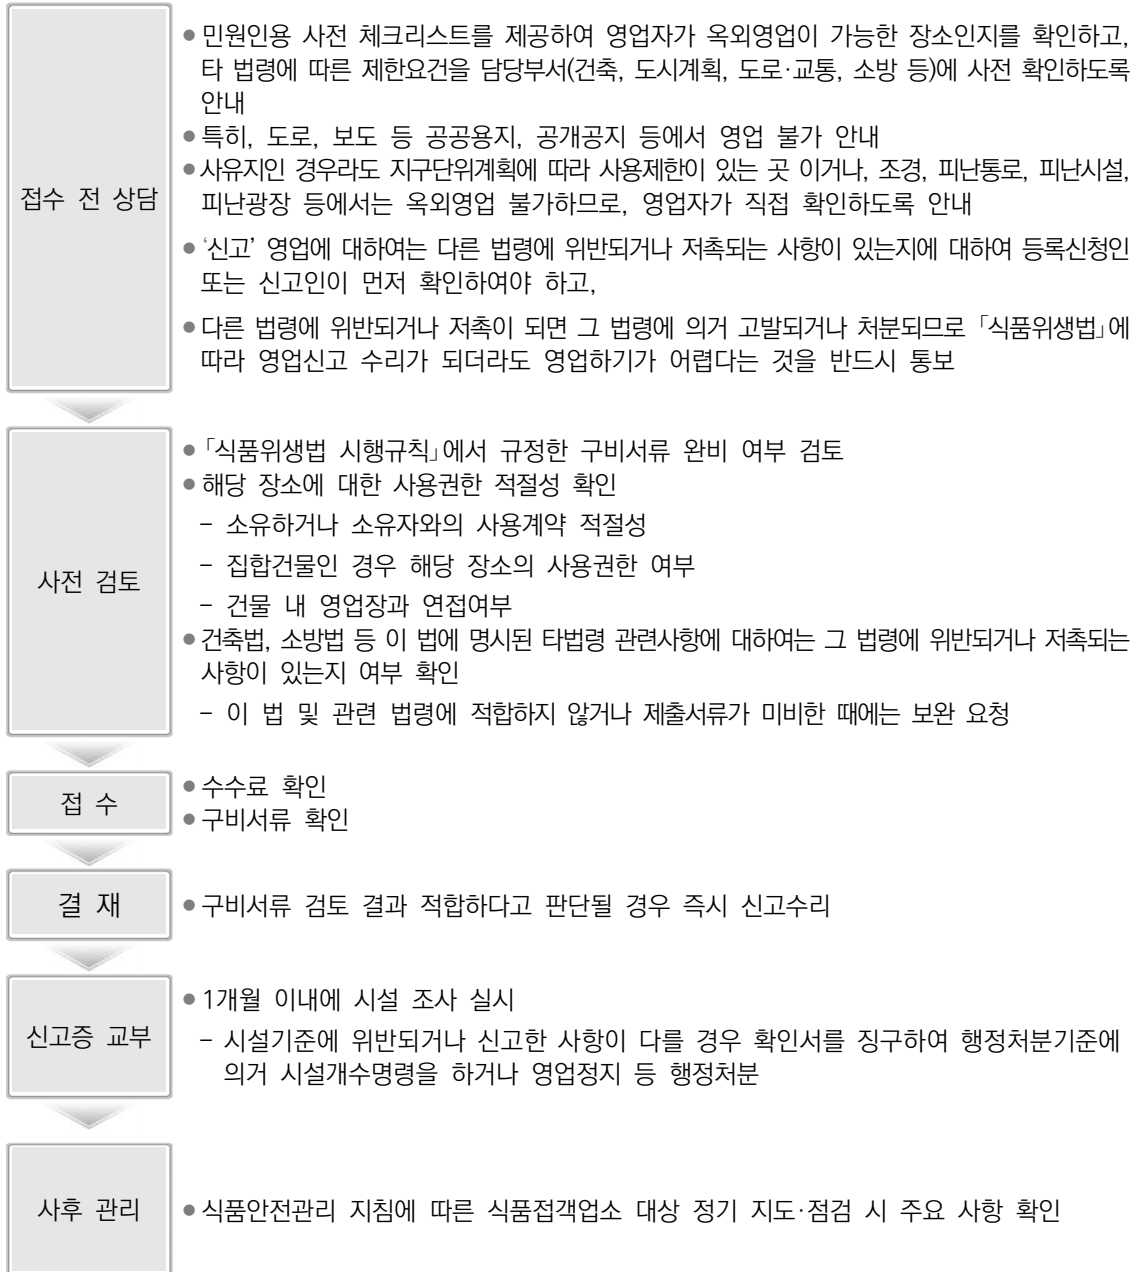 접수 전 상담
● 민원인용 사전 체크리스트를 제공하여 영업자가 옥외영업이 가능한 장소인지를 확인하고,
타 법령에 따른 제한요건을 담당부서(건축, 도시계획, 도로·교통, 소방 등)에 사전 확인하도록
안내
● 특히, 도로, 보도 등 공공용지, 공개공지 등에서 영업 불가 안내
● 사유지인 경우라도 지구단위계획에 따라 사용제한이 있는 곳 이거나, 조경, 피난통로, 피난시설,
피난광장 등에서는 옥외영업 불가하므로, 영업자가 직접 확인하도록 안내
● ‘신고’ 영업에 대하여는 다른 법령에 위반되거나 저촉되는 사항이 있는지에 대하여 등록신청인
또는 신고인이 먼저 확인하여야 하고,
● 다른 법령에 위반되거나 저촉이 되면 그 법령에 의거 고발되거나 처분되므로 「식품위생법」에
따라 영업신고 수리가 되더라도 영업하기가 어렵다는 것을 반드시 통보
사전 검토
● 「식품위생법 시행규칙」에서 규정한 구비서류 완비 여부 검토
● 해당 장소에 대한 사용권한 적절성 확인
- 소유하거나 소유자와의 사용계약 적절성
- 집합건물인 경우 해당 장소의 사용권한 여부
- 건물 내 영업장과 연접여부
● 건축법, 소방법 등 이 법에 명시된 타법령 관련사항에 대하여는 그 법령에 위반되거나 저촉되는
사항이 있는지 여부 확인
- 이 법 및 관련 법령에 적합하지 않거나 제출서류가 미비한 때에는 보완 요청
접 수
● 수수료 확인
● 구비서류 확인
결 재
● 구비서류 검토 결과 적합하다고 판단될 경우 즉시 신고수리
신고증 교부
● 1개월 이내에 시설 조사 실시
- 시설기준에 위반되거나 신고한 사항이 다를 경우 확인서를 징구하여 행정처분기준에
의거 시설개수명령을 하거나 영업정지 등 행정처분
사후 관리
● 식품안전관리 지침에 따른 식품접객업소 대상 정기 지도·점검 시 주요 사항 확인